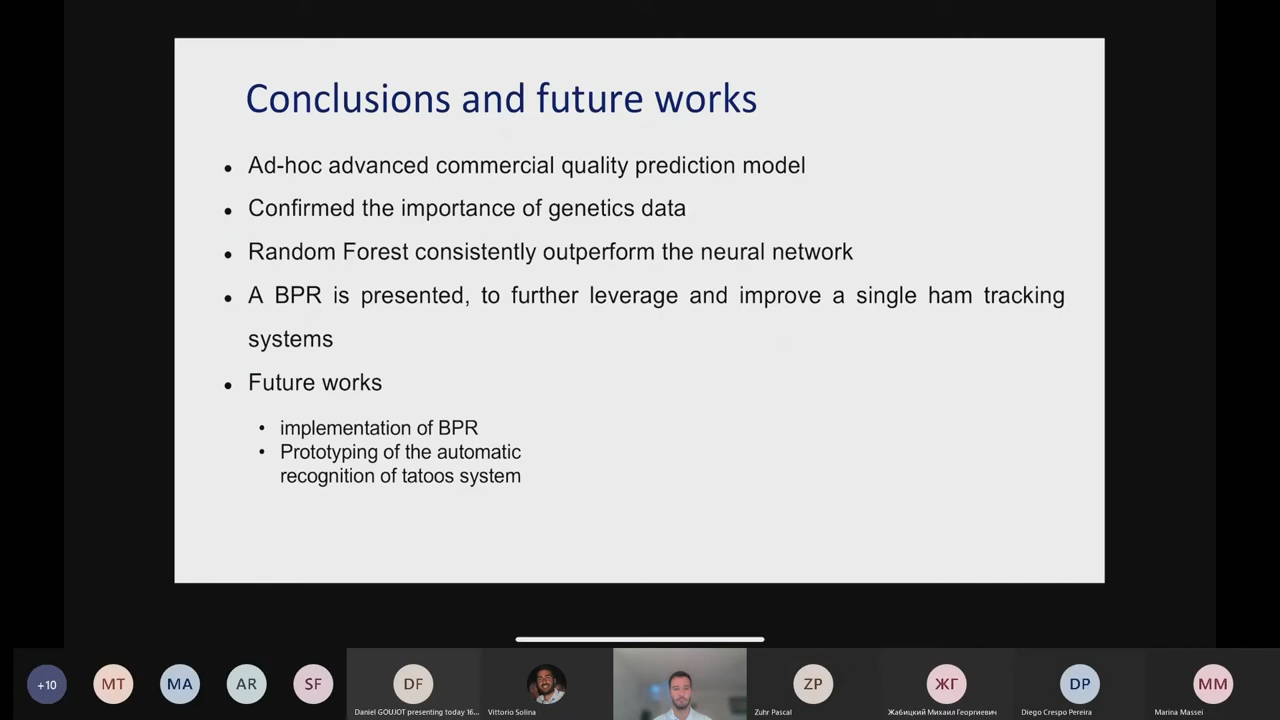 Conclusions and future works
• Ad-hoc advanced commercial quality prediction model
• Confirmed the importance of genetics data
• Random Forest consistently outperform the neural network
• A BPR is presented, to further leverage and improve a single ham tracking
systems
• Future works
• implementation of BPR
• Prototyping of the automatic
recognition of tatoos system
+10
MT
MA
AR
SF
DF
ZP
ЖГ
DP
MM
Daniel GOUJOT presenting today 16...
Vittorio Solina
Zuhr Pascal
Жабицкий Михаил Георгиевич
Diego Crespo Pereira
Marina Massei